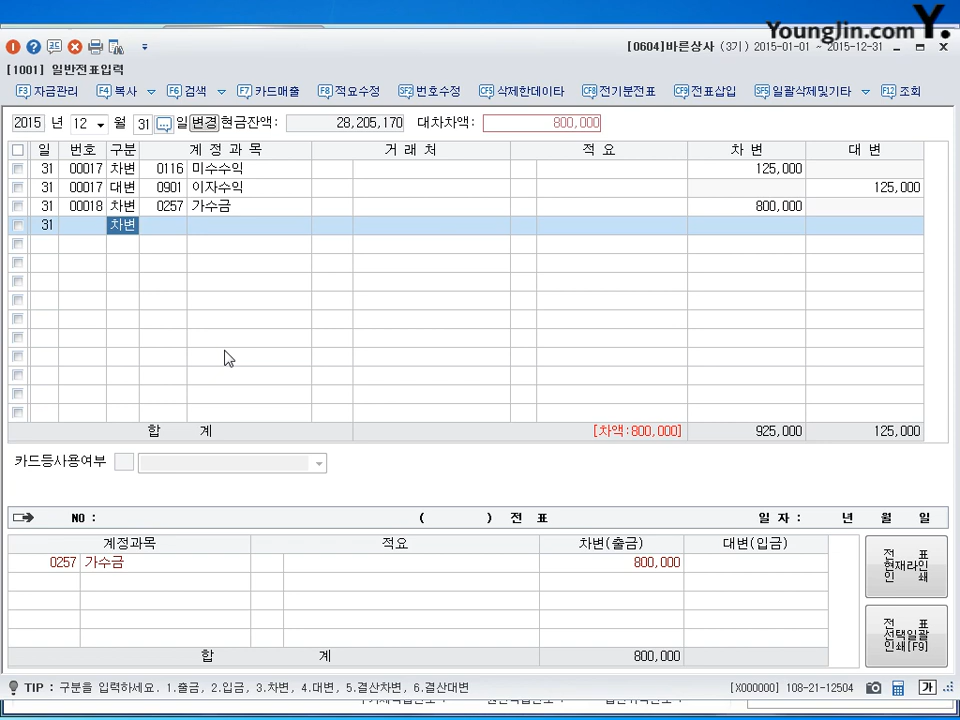 YoungJin.com Y.
[0604]바른상사 (3기) 2015-01-01 ~ 2015-12-31
[1001] 일반전표입력
F3 자금관리 F4 복사 F6 검색 F7 카드매출 F8 적요수정 SF2 번호수정 CF5 삭제한데이타 CF8 전기분전표 CF9 전표삽입 SF5 일괄삭제및기타 F12 조회
2015 년 12 월 31 일 변경 현금잔액: 28,205,170 대차차액: 800,000
일 번호 구분 계 정 과 목 거 래 처 적 요 차 변 대 변
31 00017 차변 0116 미수수익 125,000
31 00017 대변 0901 이자수익 125,000
31 00018 차변 0257 가수금 800,000
31 차변
합 계 [차액:800,000] 925,000 125,000
카드등사용여부
NO : ( ) 전 표 일 자 : 년 월 일
계정과목 적요 차변(출금) 대변(입금)
0257 가수금 800,000
합 계 800,000
전 표
현재라인
인 쇄
전 표
선택일괄
인쇄[F9]
TIP : 구분을 입력하세요. 1.출금, 2.입금, 3.차변, 4.대변, 5.결산차변, 6.결산대변 [X000000] 108-21-12504 가